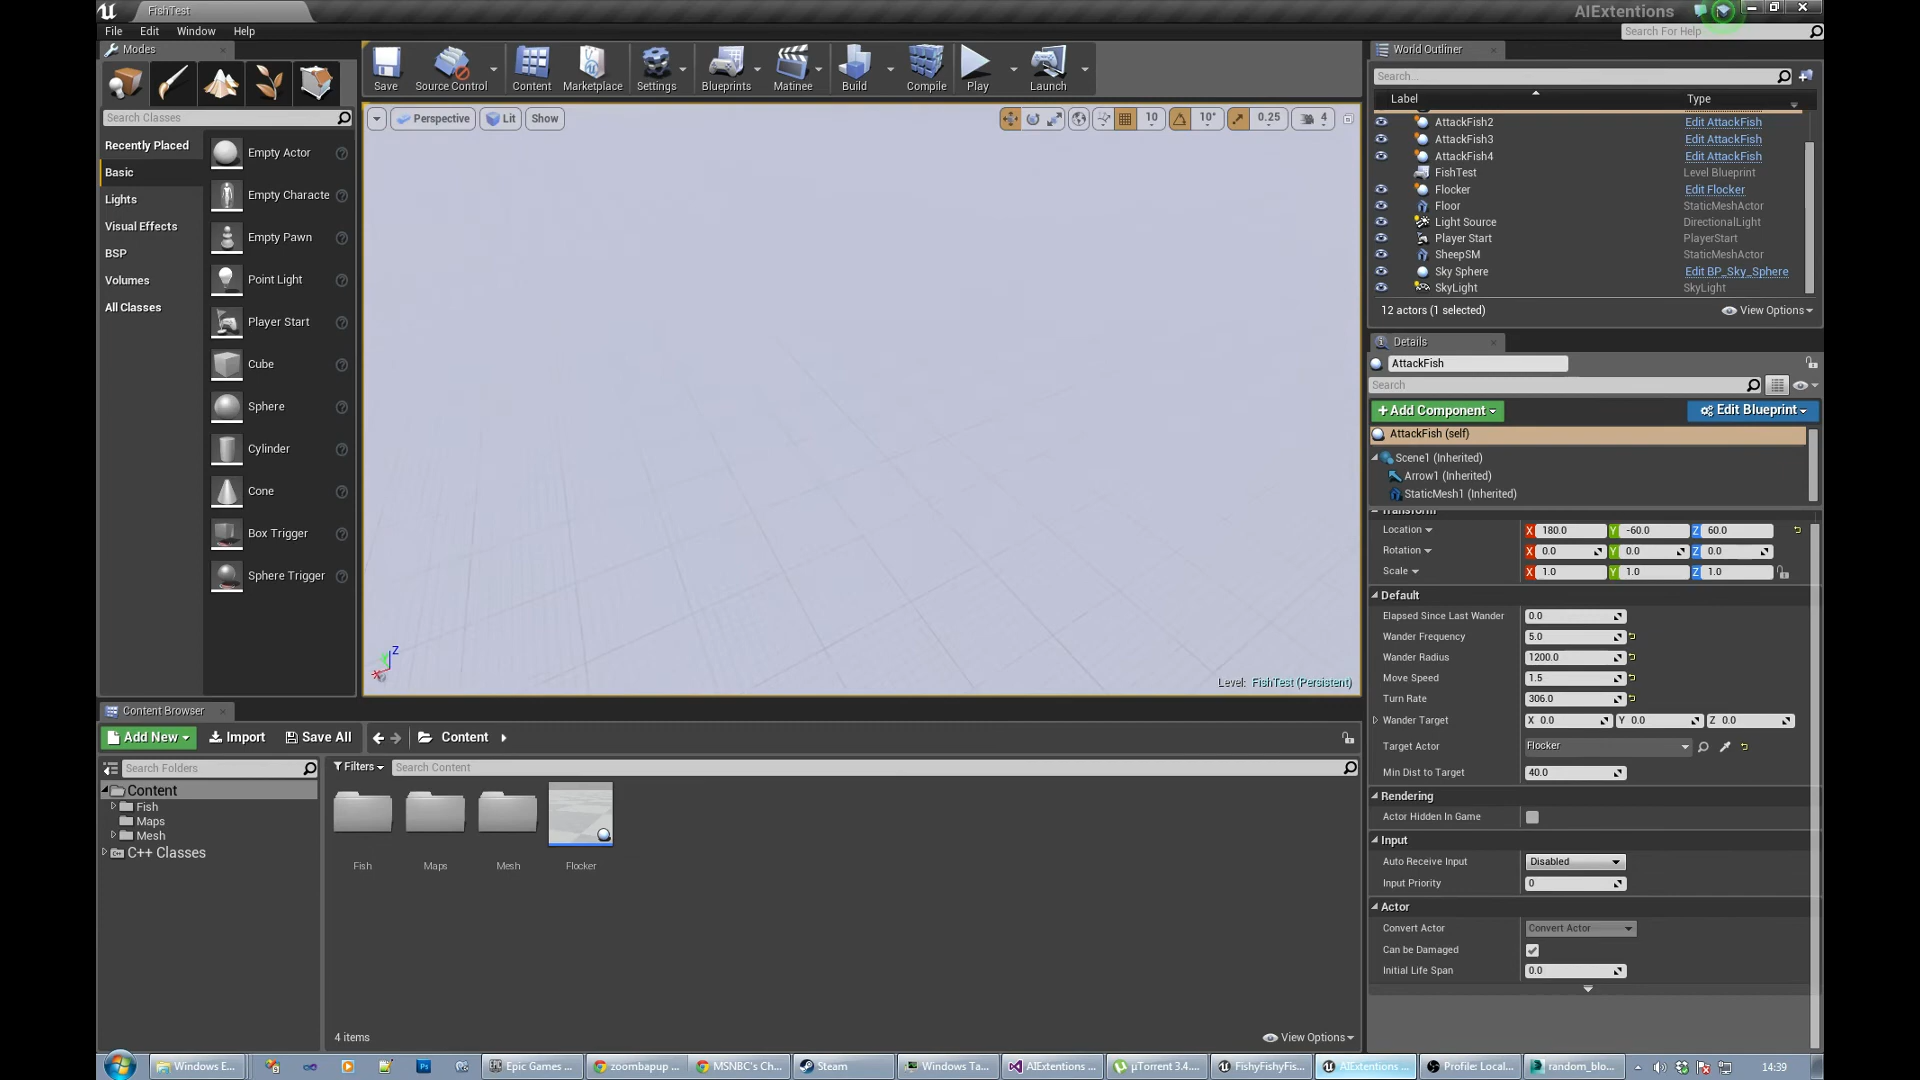 FishTest
AIExtentions
File Edit Window Help
Search For Help
Modes
Search Classes
Recently Placed
Basic
Lights
Visual Effects
BSP
Volumes
All Classes
Empty Actor
Empty Characte
Empty Pawn
Point Light
Player Start
Cube
Sphere
Cylinder
Cone
Box Trigger
Sphere Trigger
Save Source Control Content Marketplace Settings Blueprints Matinee Build Compile Play Launch
Perspective Lit Show
10 10° 0.25 4
Z
Level: FishTest (Persistent)
World Outliner
Search...
Label Type
AttackFish2 Edit AttackFish
AttackFish3 Edit AttackFish
AttackFish4 Edit AttackFish
FishTest Level Blueprint
Flocker Edit Flocker
Floor StaticMeshActor
Light Source DirectionalLight
Player Start PlayerStart
SheepSM StaticMeshActor
Sky Sphere Edit BP_Sky_Sphere
SkyLight SkyLight
12 actors (1 selected) View Options
Details
AttackFish
Search
+Add Component Edit Blueprint
AttackFish (self)
Scene1 (Inherited)
Arrow1 (Inherited)
StaticMesh1 (Inherited)
Transform
Location X 180.0 Y -60.0 Z 60.0
Rotation X 0.0 Y 0.0 Z 0.0
Scale X 1.0 Y 1.0 Z 1.0
Default
Elapsed Since Last Wander 0.0
Wander Frequency 5.0
Wander Radius 1200.0
Move Speed 1.5
Turn Rate 306.0
Wander Target X 0.0 Y 0.0 Z 0.0
Target Actor Flocker
Min Dist to Target 40.0
Rendering
Actor Hidden In Game
Input
Auto Receive Input Disabled
Input Priority 0
Actor
Convert Actor Convert Actor
Can be Damaged
Initial Life Span 0.0
Content Browser
Add New Import Save All Content
Search Folders
Content
Fish
Maps
Mesh
C++ Classes
Filters Search Content
Fish Maps Mesh Flocker
4 items View Options
Windows E... Epic Games ... zoombapup ... MSNBC's Ch... Steam Windows Ta... AIExtentions ... µTorrent 3.4.... FishyFishyFis... AIExtentions ... Profile: Local... random_blo... 14:39